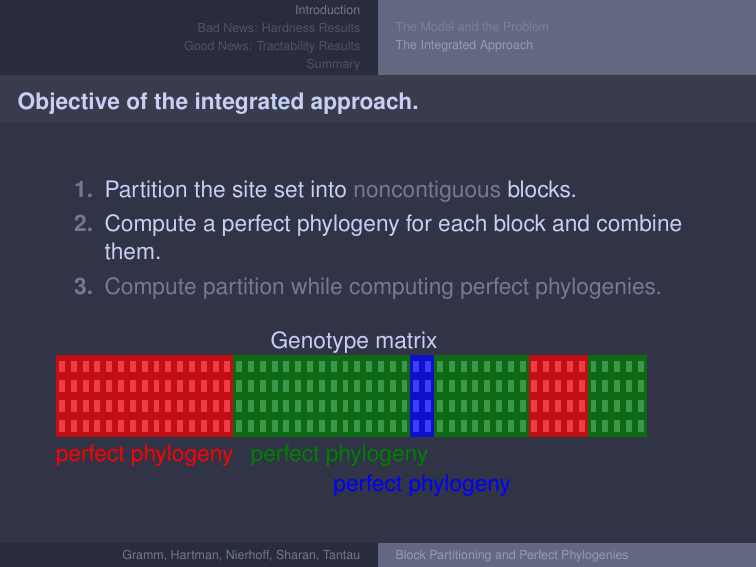 Introduction
Bad News: Hardness Results
Good News: Tractability Results
Summary
The Model and the Problem
The Integrated Approach
Objective of the integrated approach.
1. Partition the site set into noncontiguous blocks.
2. Compute a perfect phylogeny for each block and combine
them.
3. Compute partition while computing perfect phylogenies.
Genotype matrix
perfect phylogeny perfect phylogeny
perfect phylogeny
Gramm, Hartman, Nierhoff, Sharan, Tantau
Block Partitioning and Perfect Phylogenies